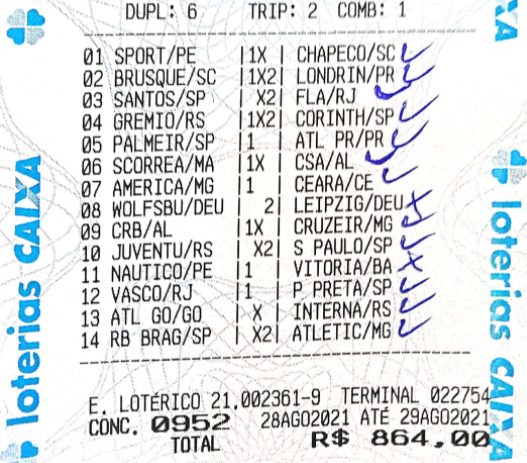 DUPL: 6 TRIP: 2 COMB: 1
01 SPORT/PE |1X | CHAPECO/SC
02 BRUSQUE/SC |1X2| LONDRIN/PR
03 SANTOS/SP | X2| FLA/RJ
04 GREMIO/RS |1X2| CORINTH/SP
05 PALMEIR/SP |1 | ATL PR/PR
06 SCORREA/MA |1X | CSA/AL
07 AMERICA/MG |1 | CEARA/CE
08 WOLFSBU/DEU | 2| LEIPZIG/DEU
09 CRB/AL |1X | CRUZEIR/MG
10 JUVENTU/RS | X2| S PAULO/SP
11 NAUTICO/PE |1 | VITORIA/BA
12 VASCO/RJ |1 | P PRETA/SP
13 ATL GO/GO | X | INTERNA/RS
14 RB BRAG/SP | X2| ATLETIC/MG
E. LOTÉRICO 21.002361-9 TERMINAL 022754
CONC. 0952 28AGO2021 ATÉ 29AGO2021
TOTAL R$ 864,00
loterias CAIXA
loterias CAIXA